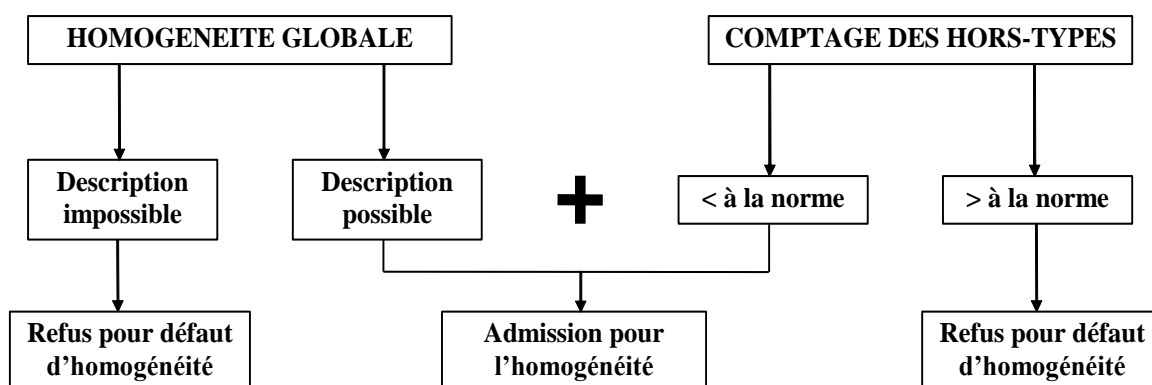 HOMOGENEITE GLOBALE
COMPTAGE DES HORS-TYPES
Description
impossible
Description
possible
+
< à la norme
> à la norme
Refus pour défaut
d’homogénéité
Admission pour
l’homogénéité
Refus pour défaut
d’homogénéité